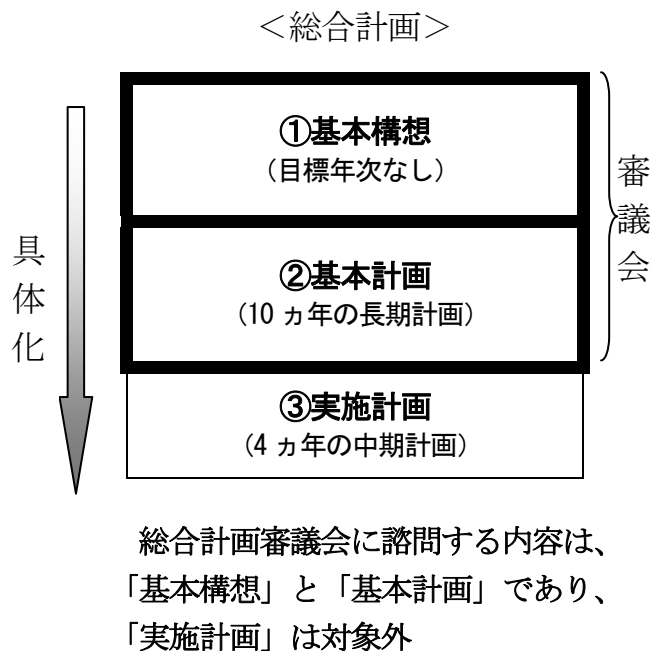 ＜総合計画＞
①基本構想
（目標年次なし）
②基本計画
（10 ヵ年の長期計画）
③実施計画
（4 ヵ年の中期計画）
具体化
審議会
総合計画審議会に諮問する内容は、
「基本構想」と「基本計画」であり、
「実施計画」は対象外